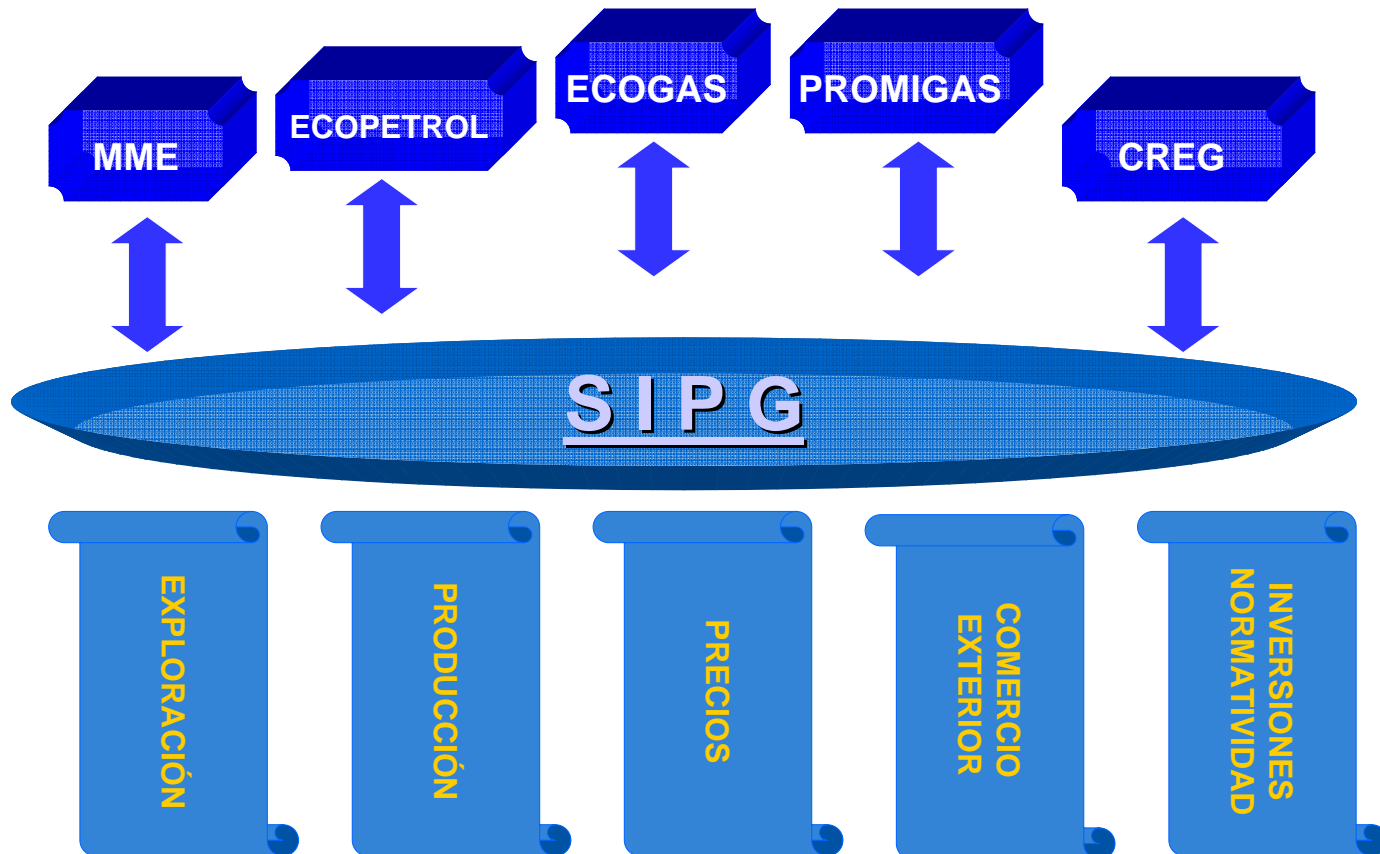 MME
ECOPETROL
ECOGAS
PROMIGAS
CREG
S I P G
EXPLORACIÓN
PRODUCCIÓN
PRECIOS
COMERCIO
EXTERIOR
INVERSIONES
NORMATIVIDAD